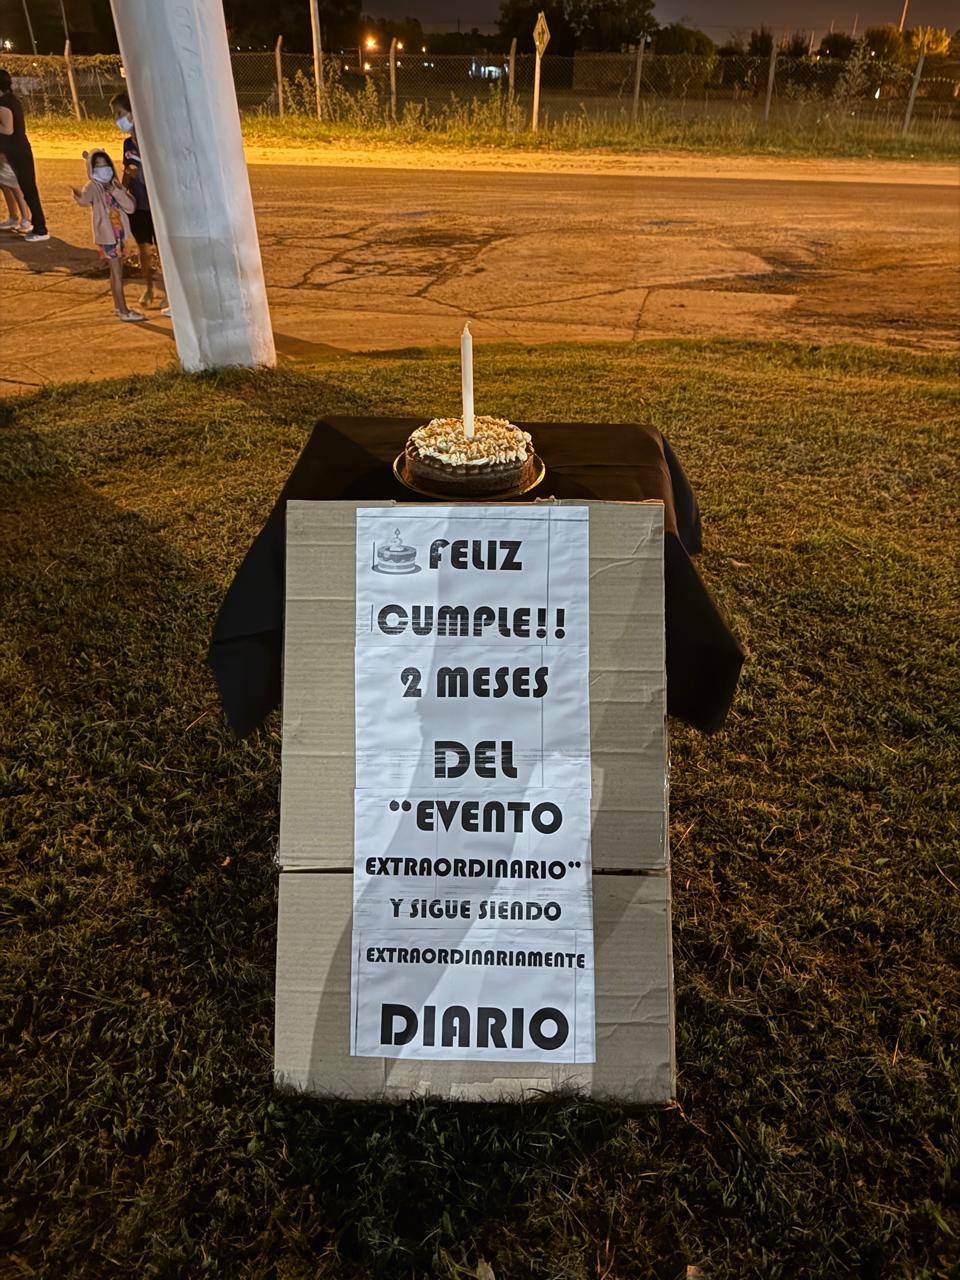 FELIZ
CUMPLE!!
2 MESES
DEL
"EVENTO
EXTRAORDINARIO"
Y SIGUE SIENDO
EXTRAORDINARIAMENTE
DIARIO